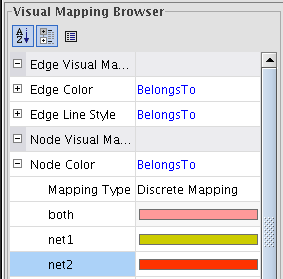 Visual Mapping Browser
Edge Visual Ma...
Edge Color BelongsTo
Edge Line Style BelongsTo
Node Visual Ma...
Node Color BelongsTo
Mapping Type Discrete Mapping
both
net1
net2